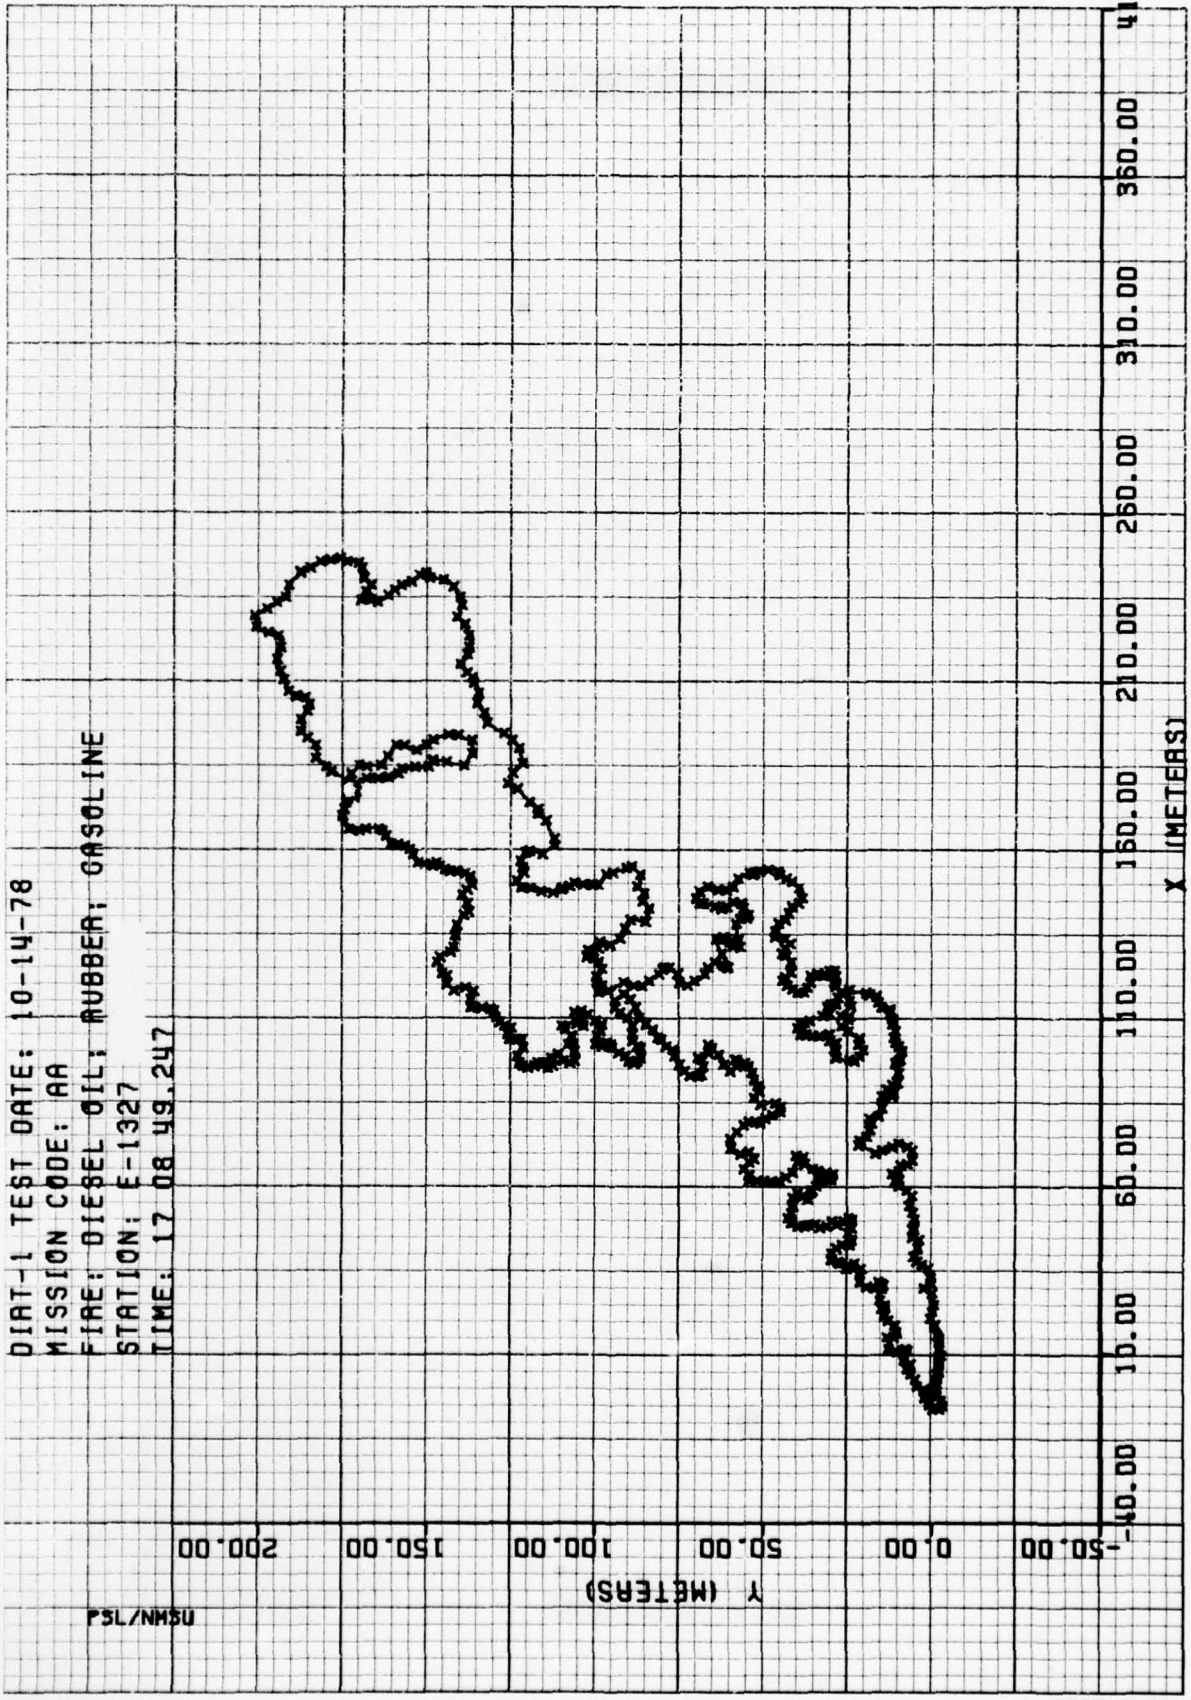 DIRT-1 TEST DATE: 10-14-78
MISSION CODE: AA
FIRE: DIESEL OIL; RUBBER; GASOLINE
STATION: E-1327
TIME: 17 08 49.247
PSL/NMSU
Y (METERS)
200.00
150.00
100.00
50.00
0.00
-50.00
-40.00
10.00
60.00
110.00
160.00
210.00
260.00
310.00
360.00
41
X (METERS)